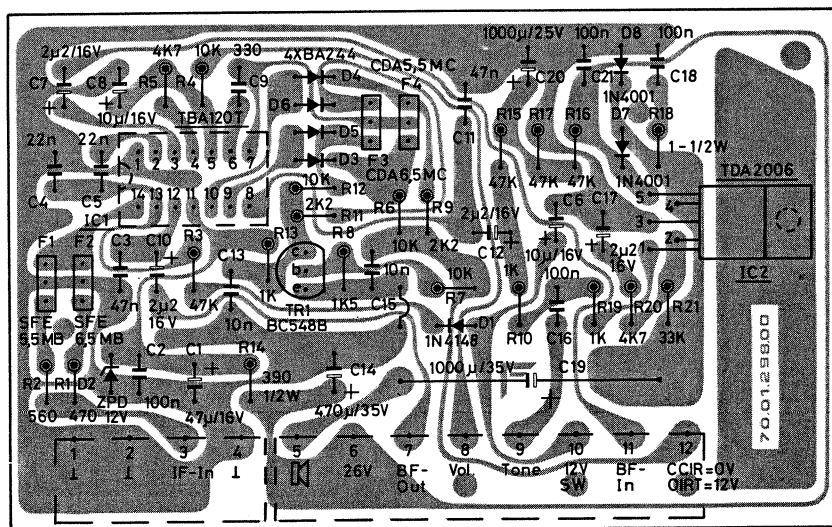 1000µ/25V 100n D8 100n
2µ2/16V 4K7 10K 330 4XBA244 CDA5,5MC
47n
C7 C8 R5 R4 C9 D4 F4 C20 C21 C18
1N4001
10µ/16V D6 R15 R17 R16 D7 R18
TBA120T
22n 22n D5 C11 1-1/2W
1 2 3 4 5 6 7 D3 F3
CDA6,5MC
TDA2006
10K R12 47K 47K 47K 1N4001
14 13 12 11 10 9 8 2K2 R6 R9 C6 C17 5
4
C4 C5 R11 2µ2/16V 3
IC1 2
1
F1 F2 C3 C10 R3 C13 R13 R8 10K 2K2 C12 10µ/16V 2µ2 16V
c 10n 1K 100n IC2
b 10K
e
47n 2µ2 16V 47K 1K TR1 1K5 C15 R7 R10 C16 R19 R20 R21
SFE 5,5MB SFE 6,5MB 10n BC548B D1 1K 4K7 33K
1N4148
C2 C1 R14 C14 1000µ/35V C19
R2 R1 D2 390 1/2W
560 470 ZPD 12V 100n 47µ/16V 470µ/35V
70.01.29800
1 2 3 4 5 6 7 8 9 10 11 12
⊥ ⊥ IF-In ⊥ 26V BF-Out Vol. Tone 12V SW BF-In CCIR=0V OIRT=12V